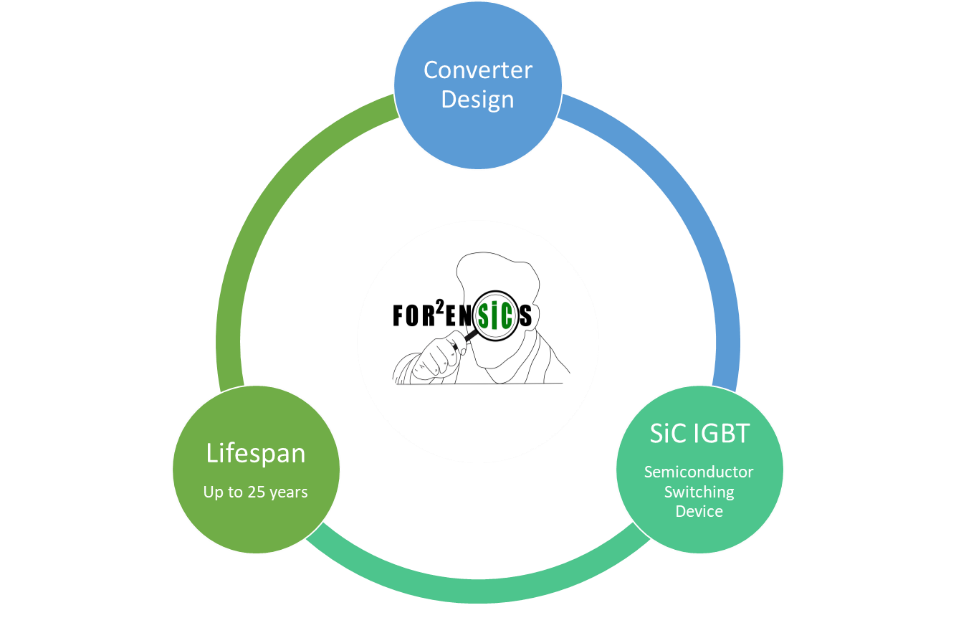 Converter
Design
FOR²ENSiCS
Lifespan
Up to 25 years
SiC IGBT
Semiconductor
Switching
Device